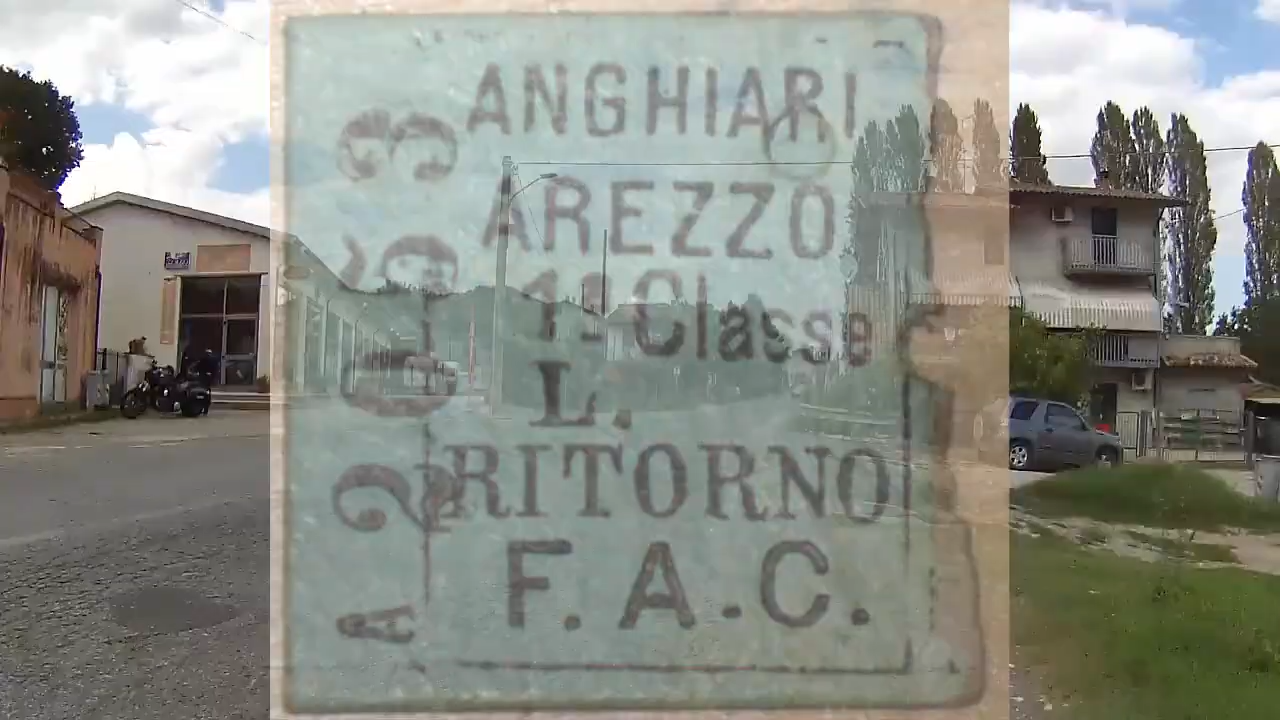 ANGHIARI
AREZZO
1ª Classe
L.
RITORNO
F. A. C.